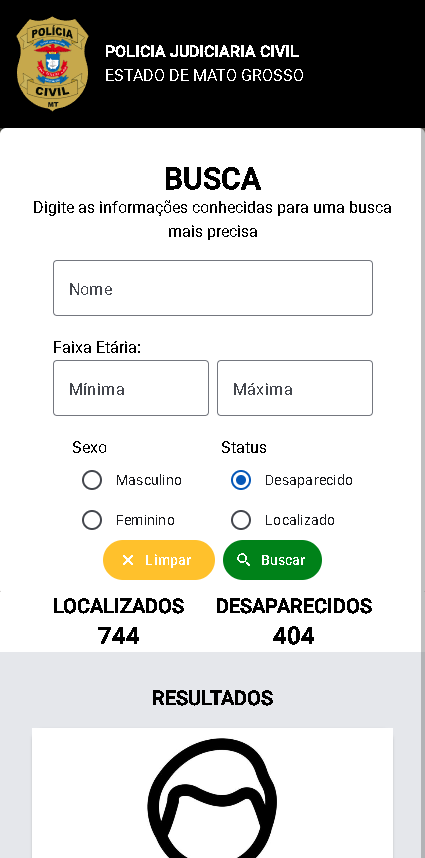 POLÍCIA
CIVIL
MT
POLICIA JUDICIARIA CIVIL
ESTADO DE MATO GROSSO
BUSCA
Digite as informações conhecidas para uma busca
mais precisa
Nome
Faixa Etária:
Mínima Máxima
Sexo Status
Masculino Desaparecido
Feminino Localizado
Limpar Buscar
LOCALIZADOS DESAPARECIDOS
744 404
RESULTADOS